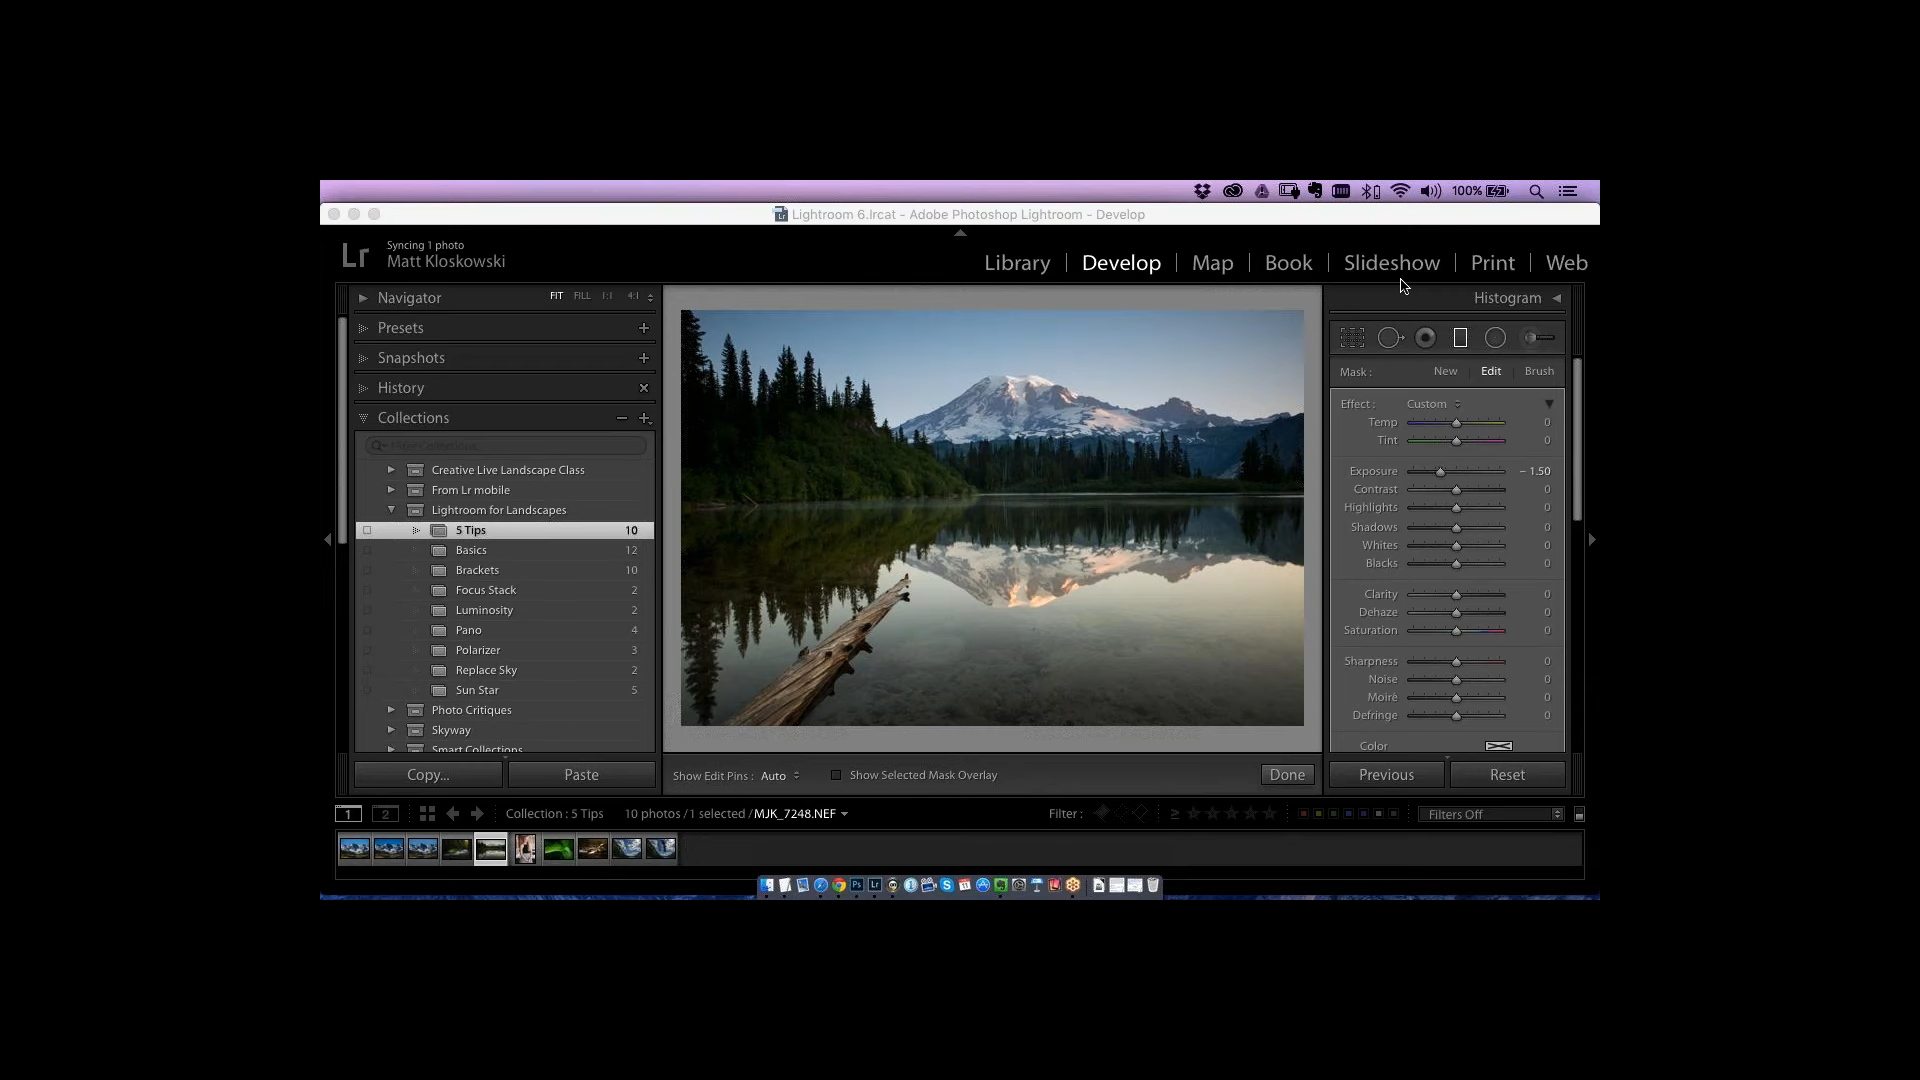 100%
Lightroom 6.lrcat - Adobe Photoshop Lightroom - Develop
Lr
Syncing 1 photo
Matt Kloskowski
Library | Develop | Map | Book | Slideshow | Print | Web
Navigator FIT FILL 1:1 4:1
Presets
Snapshots
History
Collections
Filter Collections
Creative Live Landscape Class
From Lr mobile
Lightroom for Landscapes
5 Tips 10
Basics 12
Brackets 10
Focus Stack 2
Luminosity 2
Pano 4
Polarizer 3
Replace Sky 2
Sun Star 5
Photo Critiques
Skyway
Smart Collections
Copy... Paste
Show Edit Pins : Auto Show Selected Mask Overlay Done
Histogram
Mask : New Edit Brush
Effect : Custom
Temp 0
Tint 0
Exposure – 1.50
Contrast 0
Highlights 0
Shadows 0
Whites 0
Blacks 0
Clarity 0
Dehaze 0
Saturation 0
Sharpness 0
Noise 0
Moiré 0
Defringe 0
Color
Previous Reset
1 2 Collection : 5 Tips 10 photos / 1 selected / MJK_7248.NEF Filter : ≥ Filters Off
Ps Lr